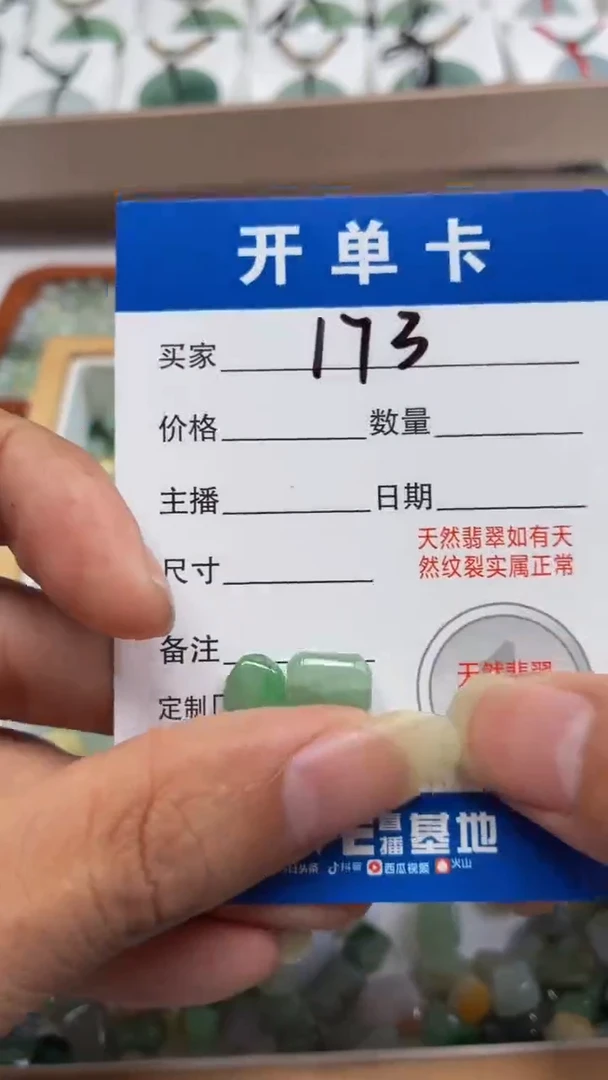 开单卡
买家 173
价格 数量
主播 日期
天然翡翠如有天
然纹裂实属正常
尺寸
备注
天然翡翠
定制
播基地
抖音 西瓜视频 火山